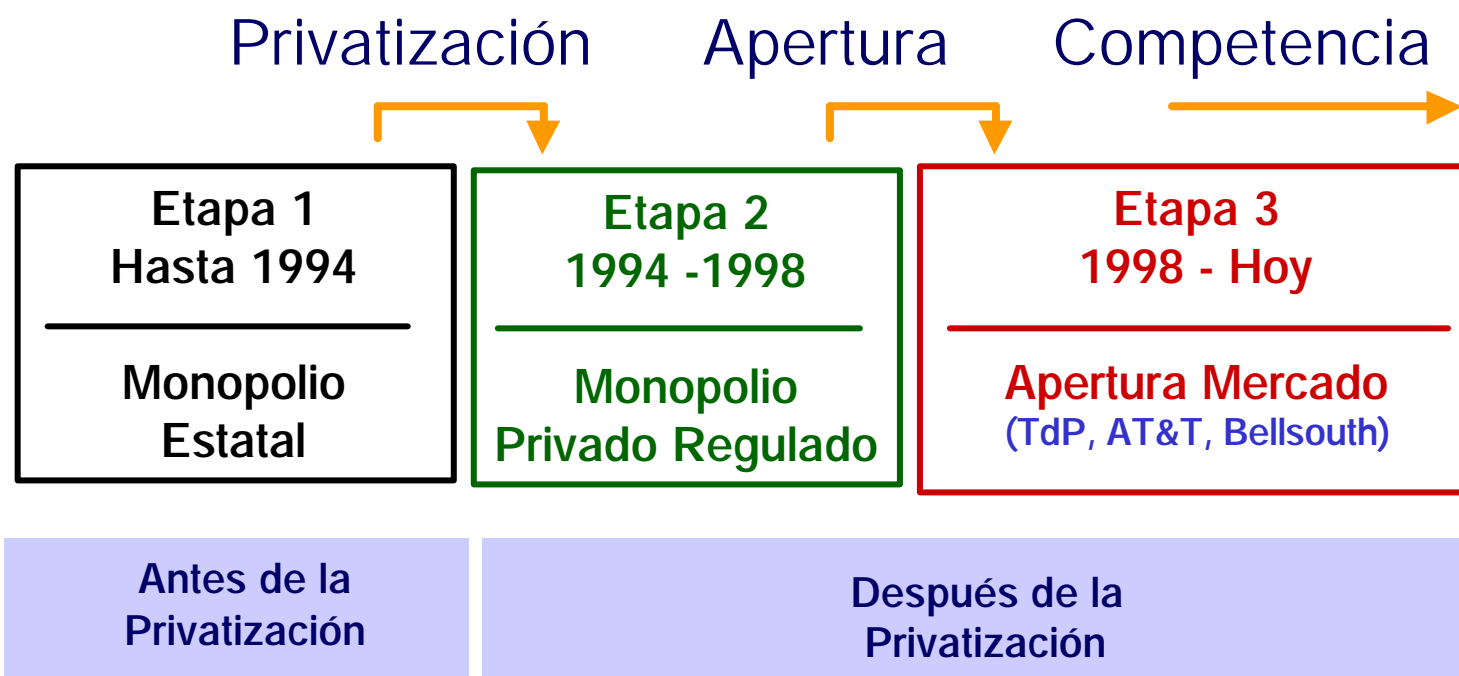 Privatización Apertura Competencia
Etapa 1
Hasta 1994
Monopolio
Estatal
Etapa 2
1994 -1998
Monopolio
Privado Regulado
Etapa 3
1998 - Hoy
Apertura Mercado
(TdP, AT&T, Bellsouth)
Antes de la
Privatización
Después de la
Privatización